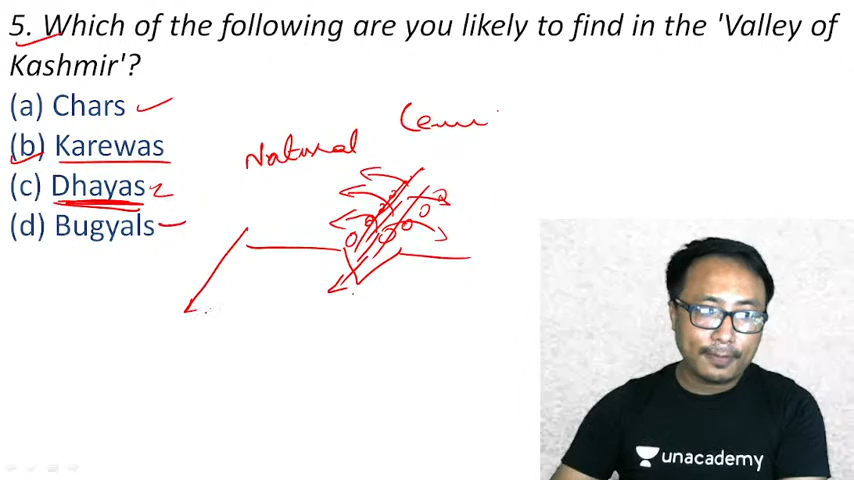 5. Which of the following are you likely to find in the 'Valley of
Kashmir'?
(a) Chars
(b) Karewas
(c) Dhayas
(d) Bugyals
Natural
unacademy